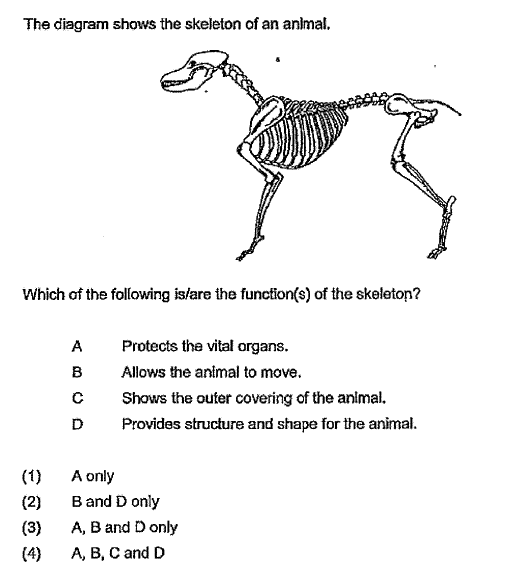 The diagram shows the skeleton of an animal.
Which of the following is/are the function(s) of the skeleton?
A Protects the vital organs.
B Allows the animal to move.
C Shows the outer covering of the animal.
D Provides structure and shape for the animal.
(1) A only
(2) B and D only
(3) A, B and D only
(4) A, B, C and D